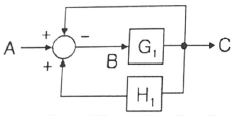 A + - B G₁ C
+
H₁